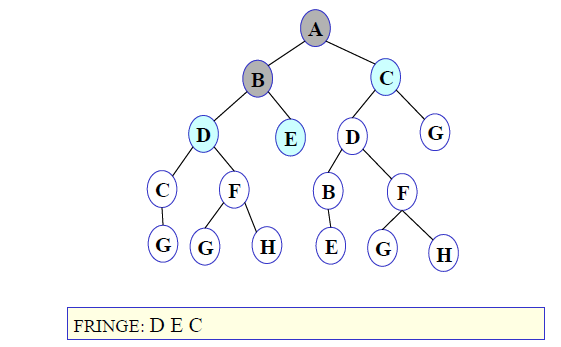 A
B C
D E D G
C F B F
G G H E G H
FRINGE: D E C